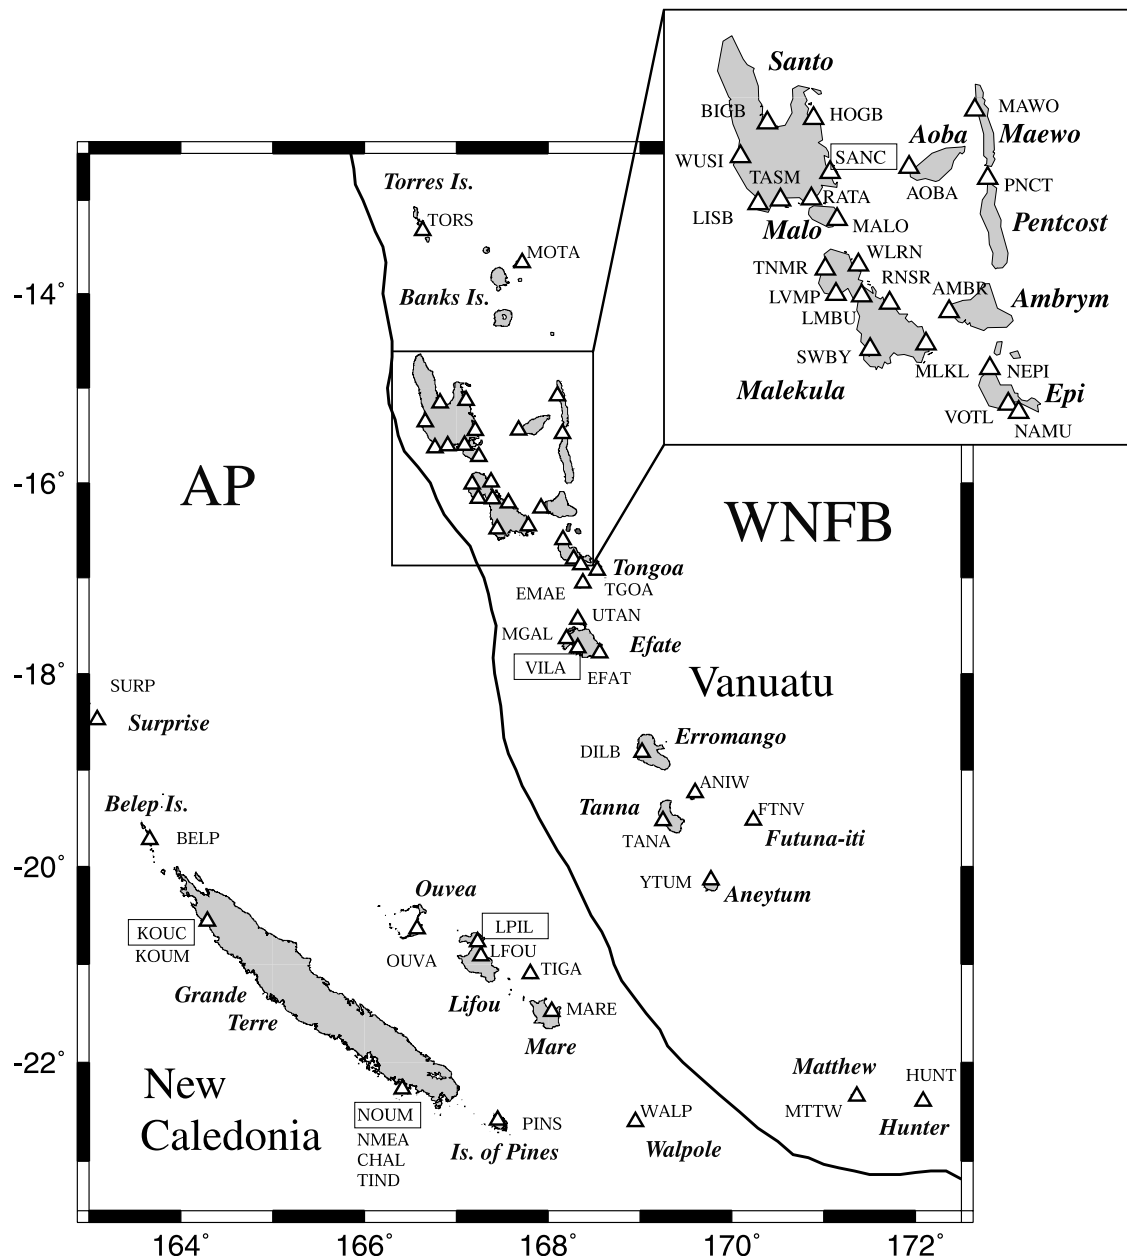 Santo
BIGB
HOGB
MAWO
Aoba
Maewo
WUSI
SANC
TASM
AOBA
PNCT
LISB
RATA
Malo
MALO
Pentcost
WLRN
TNMR
RNSR
LVMP
AMBR
Ambrym
LMBU
SWBY
MLKL
NEPI
Malekula
Epi
VOTL
NAMU
Torres Is.
TORS
MOTA
-14°
Banks Is.
AP
-16°
WNFB
Tongoa
EMAE
TGOA
UTAN
MGAL
Efate
VILA
EFAT
-18°
SURP
Vanuatu
Surprise
Erromango
DILB
ANIW
Belep Is.
Tanna
FTNV
BELP
TANA
Futuna-iti
-20°
Ouvea
YTUM
Aneytum
KOUC
LPIL
KOUM
OUVA
LFOU
TIGA
Grande
Terre
Lifou
MARE
Mare
-22°
New
Caledonia
Matthew
HUNT
MTTW
NOUM
PINS
WALP
Hunter
NMEA
CHAL
TIND
Is. of Pines
Walpole
164° 166° 168° 170° 172°